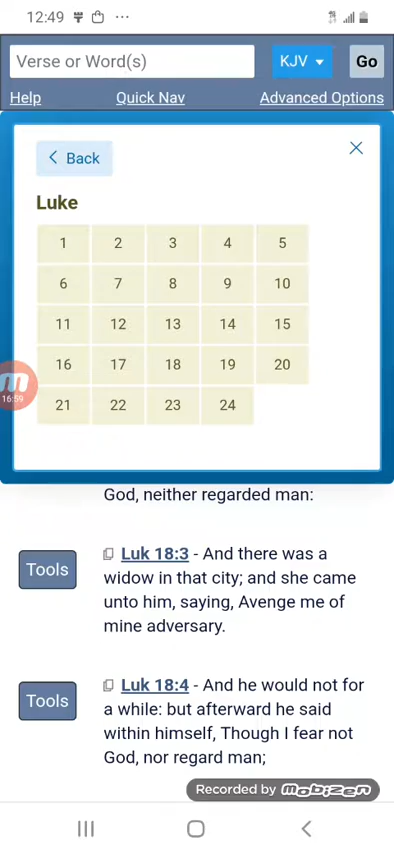 12:49
Verse or Word(s) KJV Go
Help Quick Nav Advanced Options
Back
Luke
1 2 3 4 5
6 7 8 9 10
11 12 13 14 15
16 17 18 19 20
21 22 23 24
16:59
God, neither regarded man:
Tools
Luk 18:3 - And there was a
widow in that city; and she came
unto him, saying, Avenge me of
mine adversary.
Tools
Luk 18:4 - And he would not for
a while: but afterward he said
within himself, Though I fear not
God, nor regard man;
Recorded by mobizen